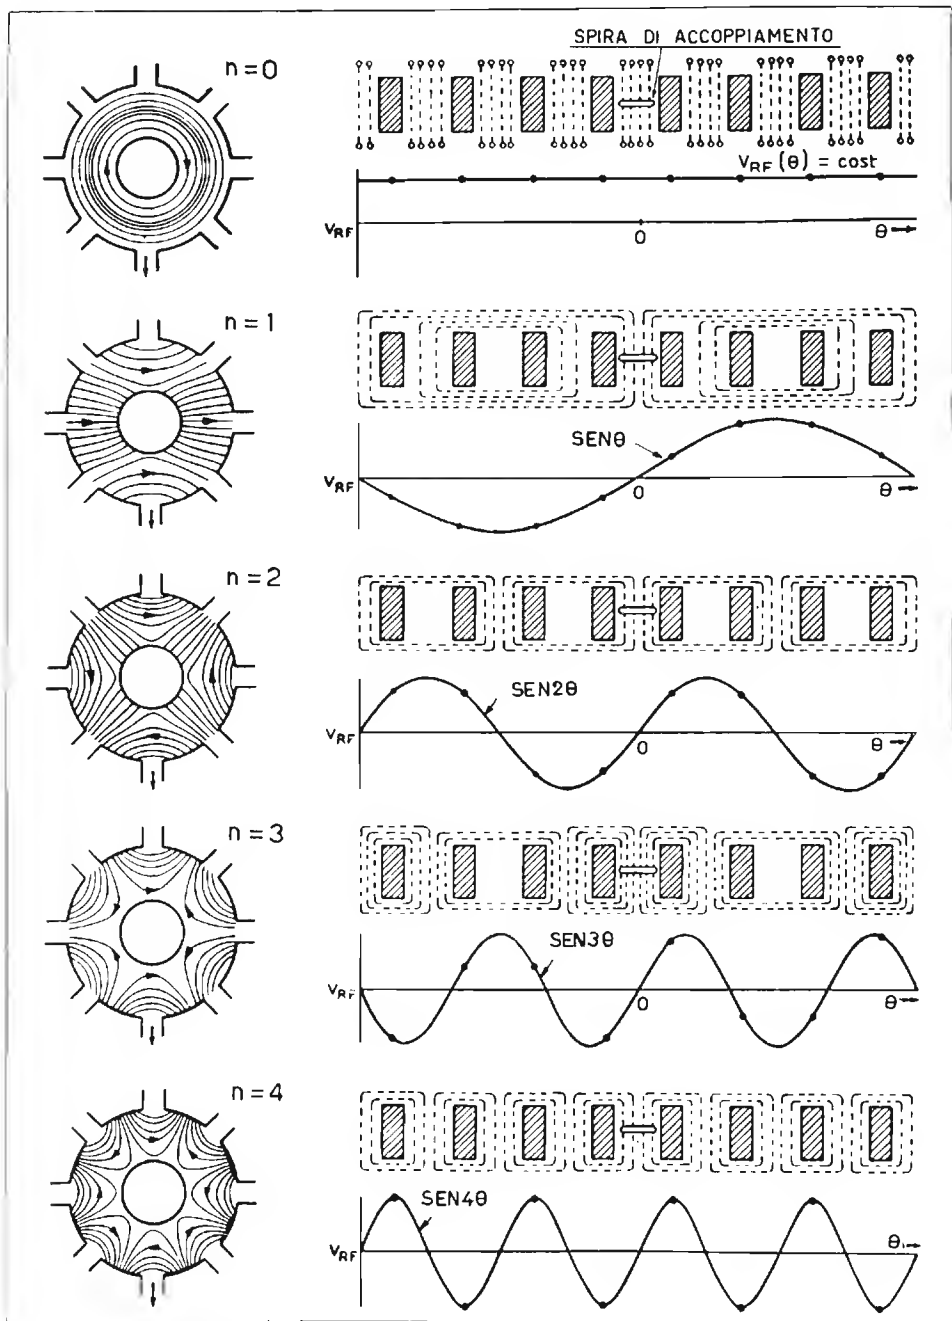 SPIRA DI ACCOPPIAMENTO
n=0
V_RF(θ) = cost
V_RF
0
θ
n=1
SENθ
V_RF
0
θ
n=2
SEN2θ
V_RF
0
θ
n=3
SEN3θ
V_RF
0
θ
n=4
SEN4θ
V_RF
θ